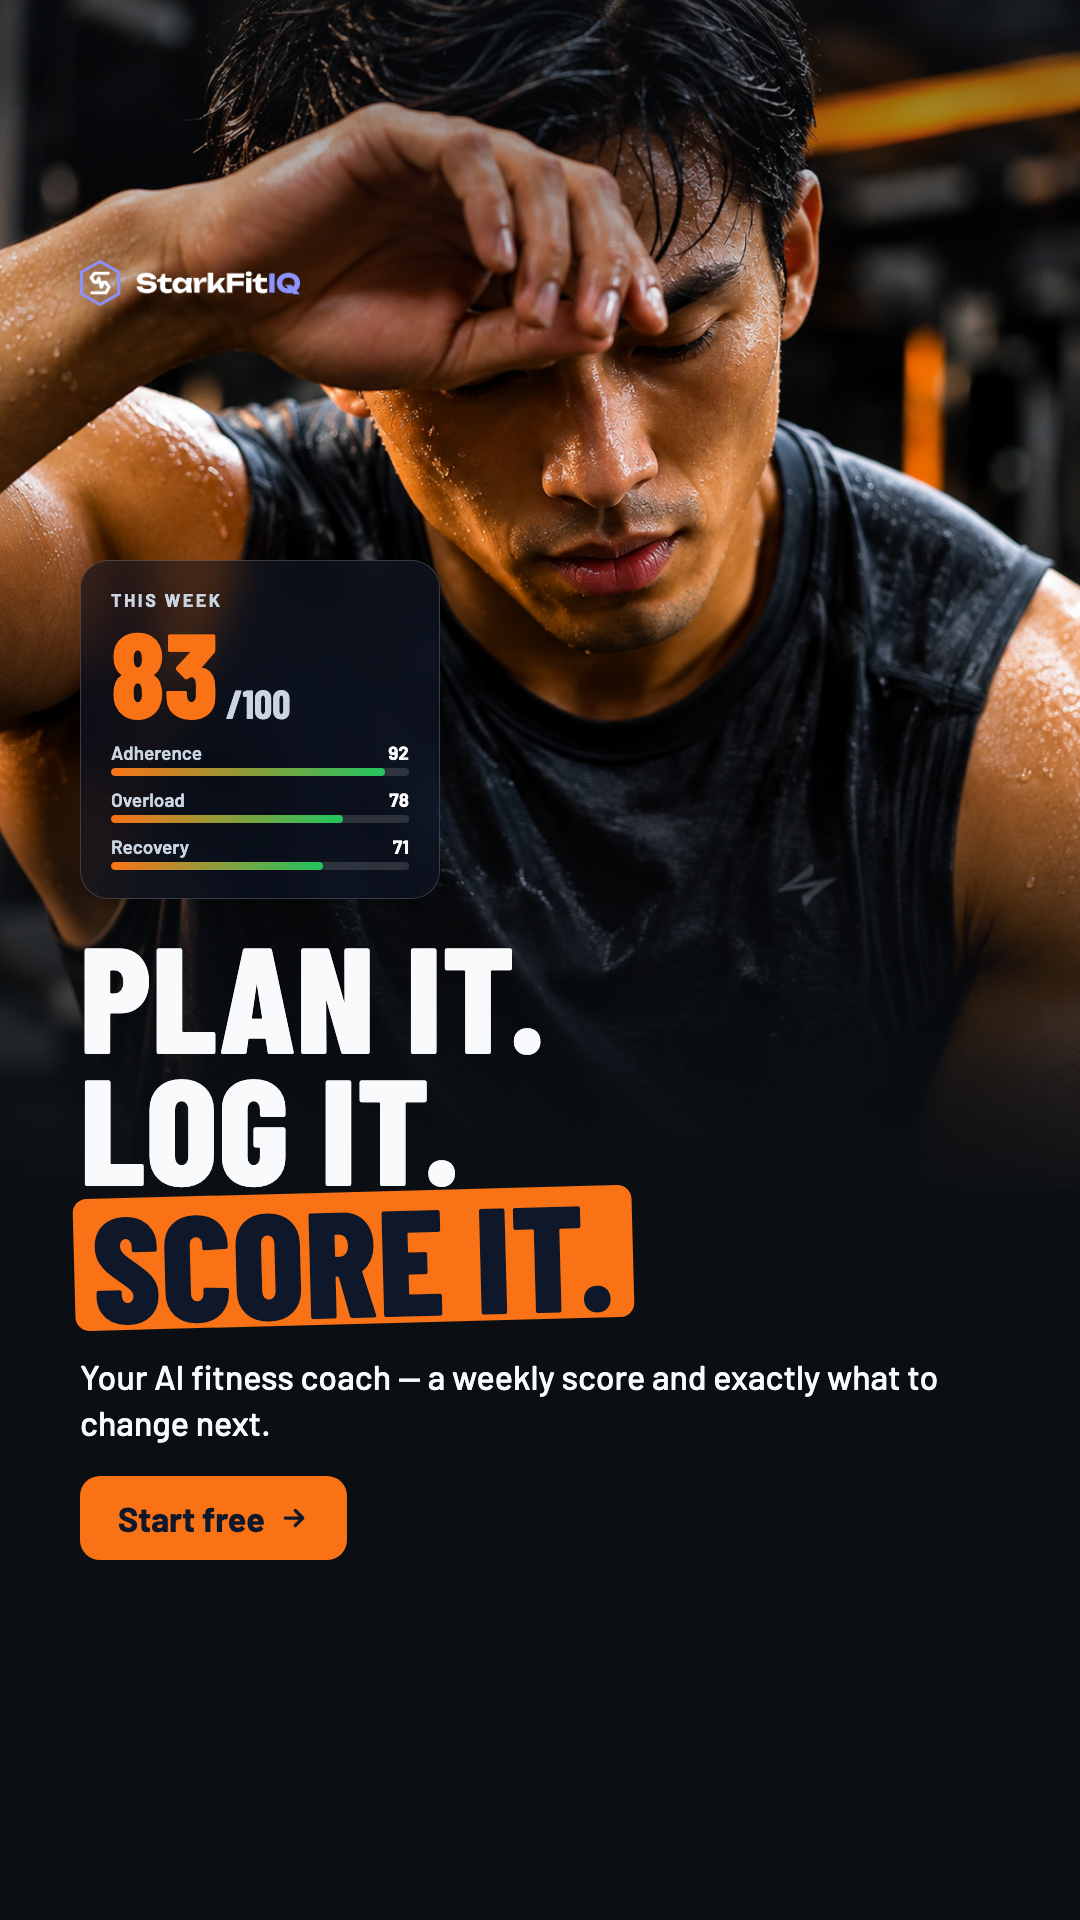 StarkFitIQ
THIS WEEK
83 /100
Adherence 92
Overload 78
Recovery 71
PLAN IT.
LOG IT.
SCORE IT.
Your AI fitness coach — a weekly score and exactly what to
change next.
Start free →